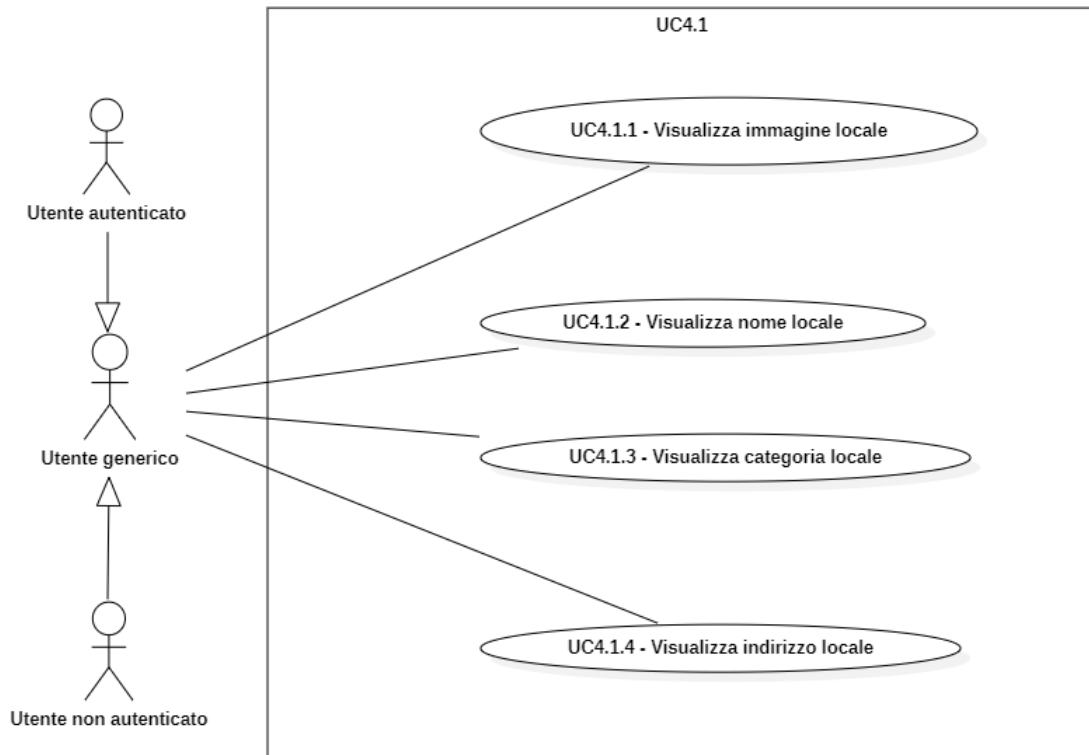 UC4.1
UC4.1.1 - Visualizza immagine locale
Utente autenticato
UC4.1.2 - Visualizza nome locale
Utente generico
UC4.1.3 - Visualizza categoria locale
UC4.1.4 - Visualizza indirizzo locale
Utente non autenticato